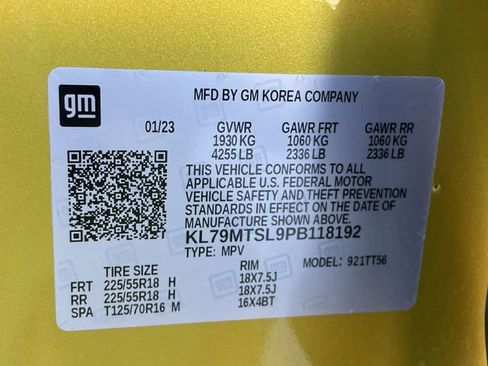 gm
MFD BY GM KOREA COMPANY
01/23 GVWR GAWR FRT GAWR RR
1930 KG 1060 KG 1060 KG
4255 LB 2336 LB 2336 LB
THIS VEHICLE CONFORMS TO ALL
APPLICABLE U.S. FEDERAL MOTOR
VEHICLE SAFETY AND THEFT PREVENTION
STANDARDS IN EFFECT ON THE DATE OF
MANUFACTURE SHOWN ABOVE.
KL79MTSL9PB118192
TYPE: MPV MODEL: 921TT56
TIRE SIZE RIM
FRT 225/55R18 H 18X7.5J
RR 225/55R18 H 18X7.5J
SPA T125/70R16 M 16X4BT